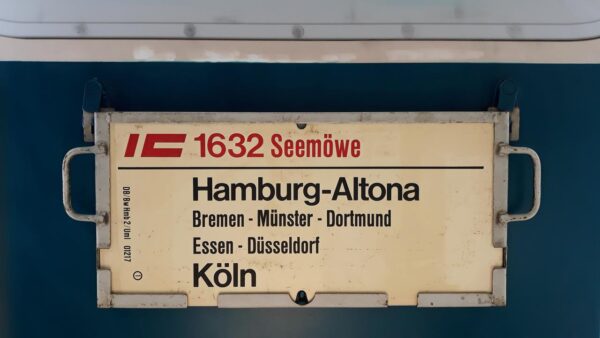 IC 1632 Seemöwe
Hamburg-Altona
Bremen - Münster - Dortmund
Essen - Düsseldorf
Köln